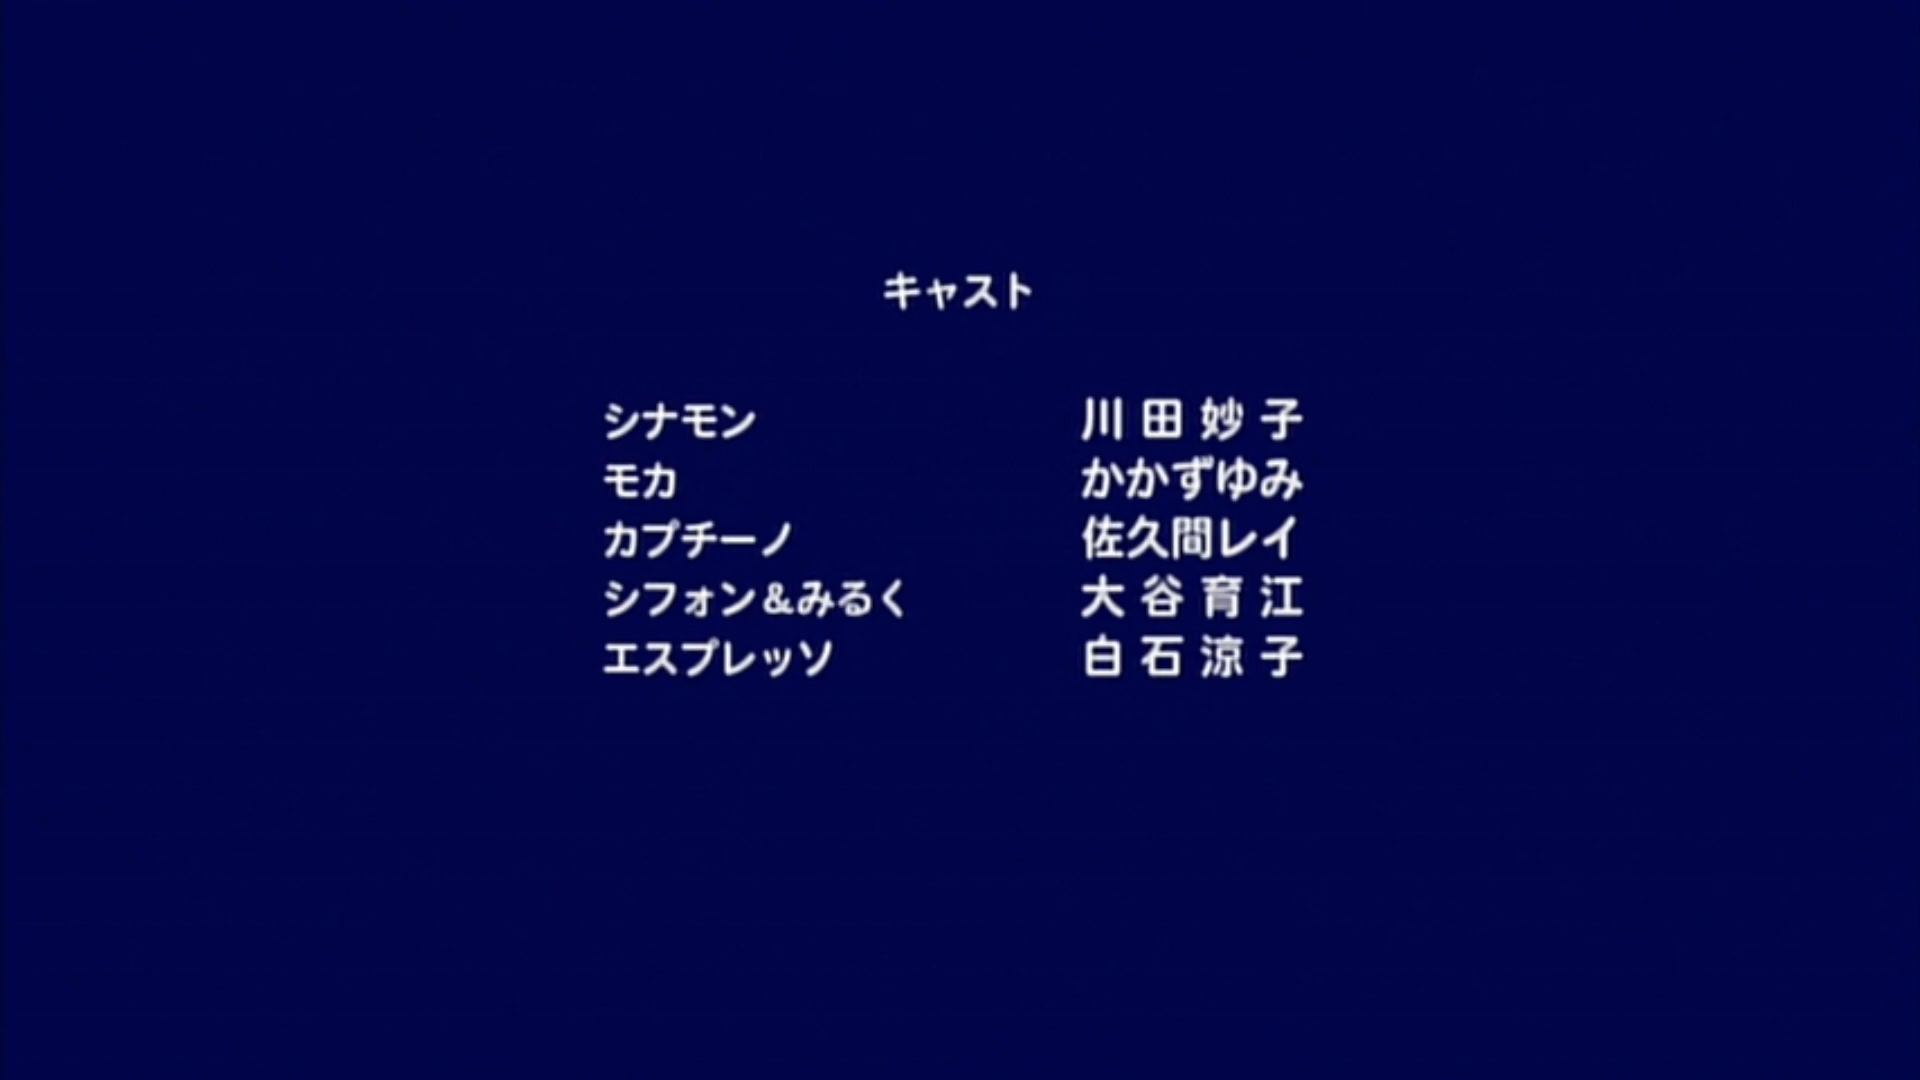 キャスト
シナモン 川田妙子
モカ かかずゆみ
カプチーノ 佐久間レイ
シフォン&みるく 大谷育江
エスプレッソ 白石涼子